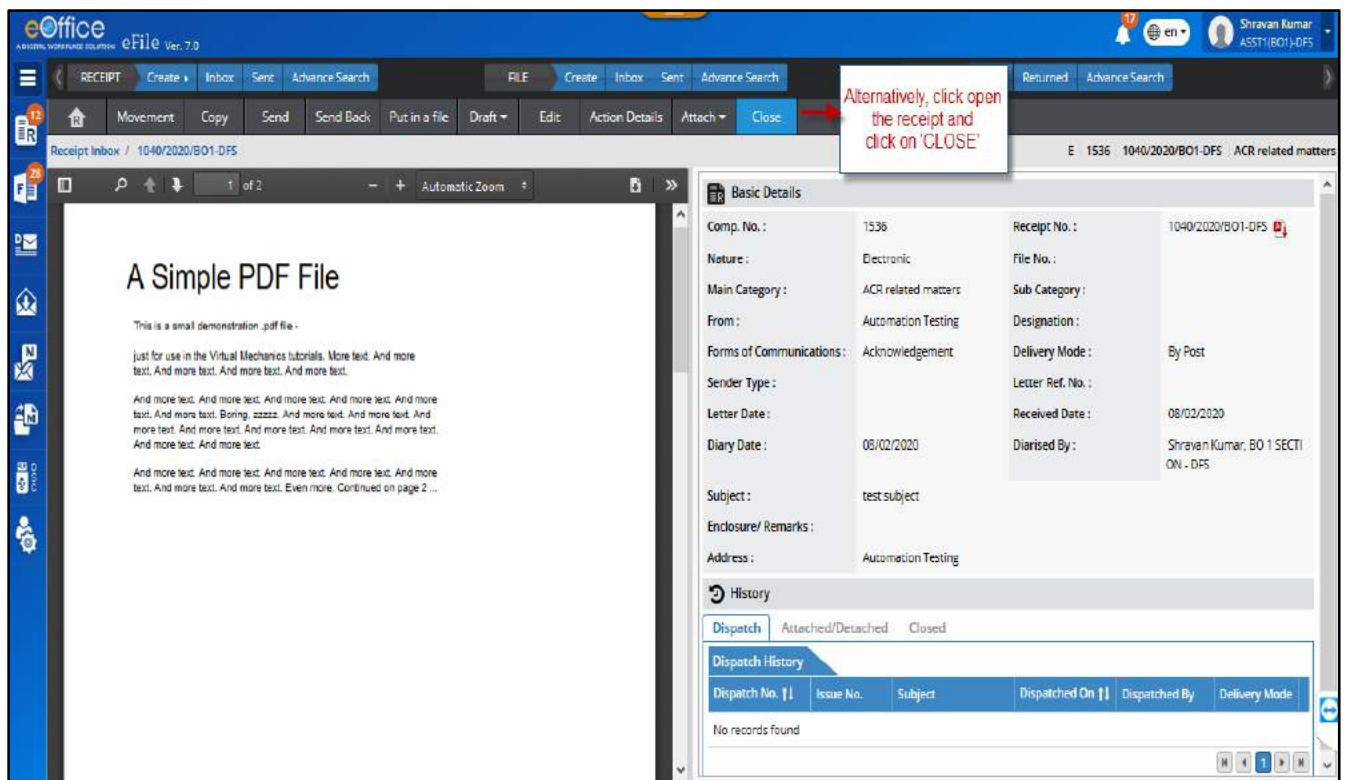 eOffice
A DIGITAL WORKPLACE SOLUTION eFile Ver. 7.0
17
en
Shravan Kumar
ASST1(BO1)-DFS
RECEIPT Create Inbox Sent Advance Search
FILE Create Inbox Sent Advance Search
Returned Advance Search
Movement Copy Send Send Back Put in a file Draft Edit Action Details Attach Close
Alternatively, click open
the receipt and
click on 'CLOSE'
12
R
28
F
D
N
M
DSC
Receipt Inbox / 1040/2020/BO1-DFS
E 1536 1040/2020/BO1-DFS ACR related matters
1 of 2 - + Automatic Zoom
A Simple PDF File
This is a small demonstration .pdf file -
just for use in the Virtual Mechanics tutorials. More text. And more
text. And more text. And more text. And more text.
And more text. And more text. And more text. And more text. And more
text. And more text. Boring, zzzzz. And more text. And more text. And
more text. And more text. And more text. And more text. And more text.
And more text. And more text.
And more text. And more text. And more text. And more text. And more
text. And more text. And more text. Even more. Continued on page 2 ...
Basic Details
Comp. No. : 1536 Receipt No. : 1040/2020/BO1-DFS
Nature : Electronic File No. :
Main Category : ACR related matters Sub Category :
From : Automation Testing Designation :
Forms of Communications : Acknowledgement Delivery Mode : By Post
Sender Type : Letter Ref. No. :
Letter Date : Received Date : 08/02/2020
Diary Date : 08/02/2020 Diarised By : Shravan Kumar, BO 1 SECTI
ON - DFS
Subject : test subject
Enclosure/ Remarks :
Address : Automation Testing
History
Dispatch Attached/Detached Closed
Dispatch History
Dispatch No. Issue No. Subject Dispatched On Dispatched By Delivery Mode
No records found
1